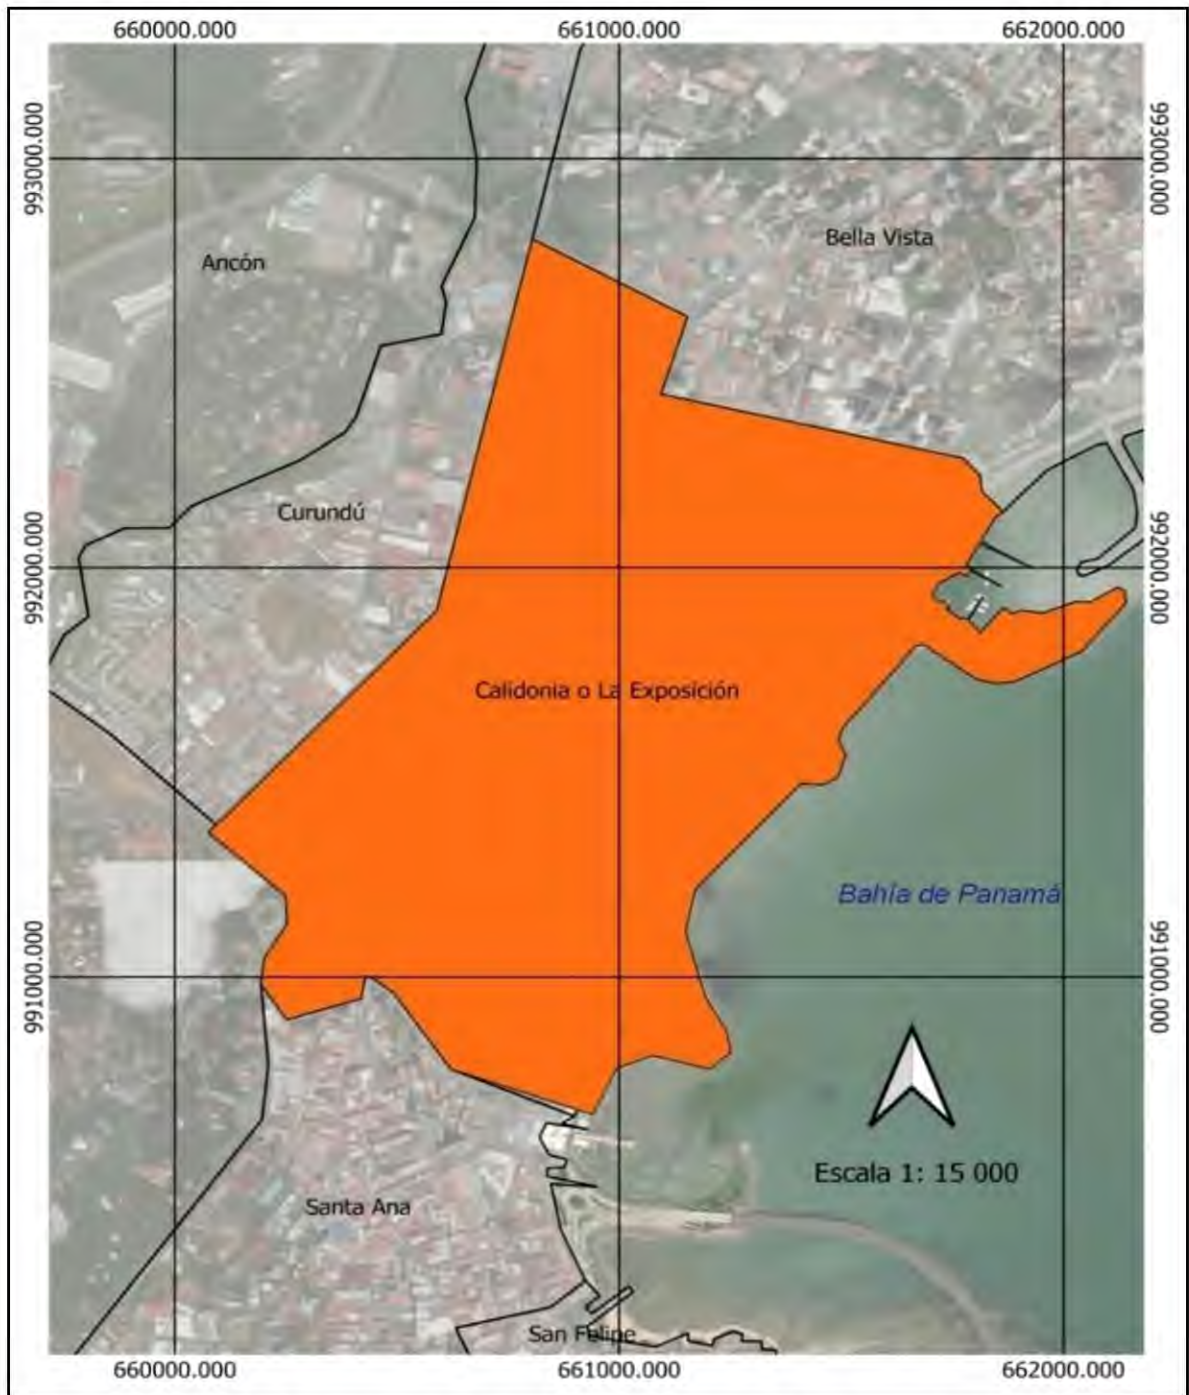 660000.000 661000.000 662000.000
993000.000 993000.000
Bella Vista
Ancón
Curundú
992000.000 992000.000
Calidonia o La Exposición
Bahía de Panamá
991000.000 991000.000
Escala 1: 15 000
Santa Ana
San Felipe
660000.000 661000.000 662000.000